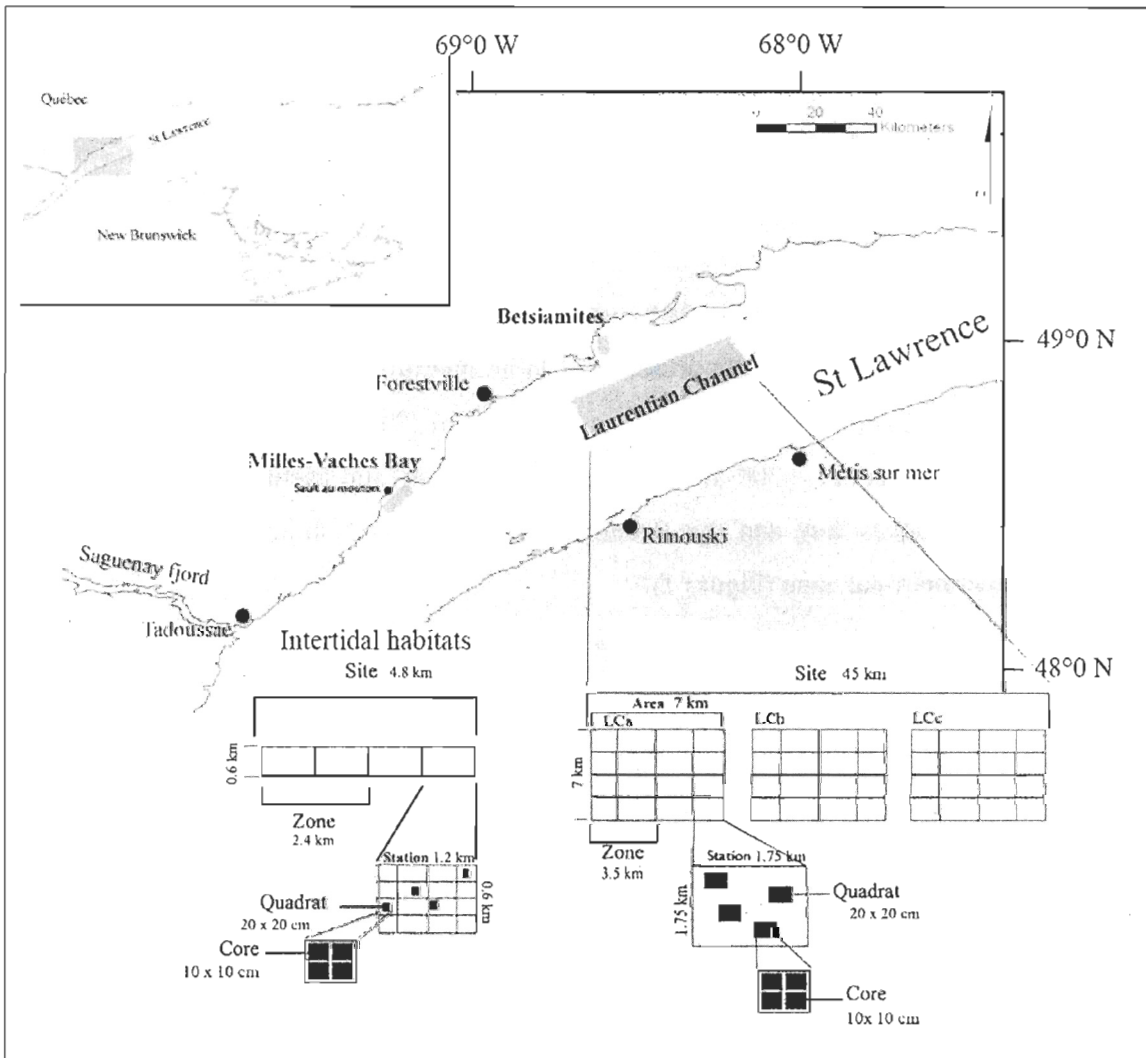 69°0 W
68°0 W
Québec
St Lawrence
New Brunswick
0 20 40
Kilometers
Betsiamites
49°0 N
Forestville
Laurentian Channel
St Lawrence
Milles-Vaches Bay
Sault au mouton
Métis sur mer
Rimouski
Saguenay fjord
Tadoussac
48°0 N
Intertidal habitats
Site 4.8 km
Site 45 km
Area 7 km
LCa
LCb
LCc
0.6 km
7 km
Zone
2.4 km
Zone
3.5 km
Station 1.2 km
0.6 km
Station 1.75 km
1.75 km
Quadrat
20 x 20 cm
Quadrat
20 x 20 cm
Core
10 x 10 cm
Core
10x 10 cm